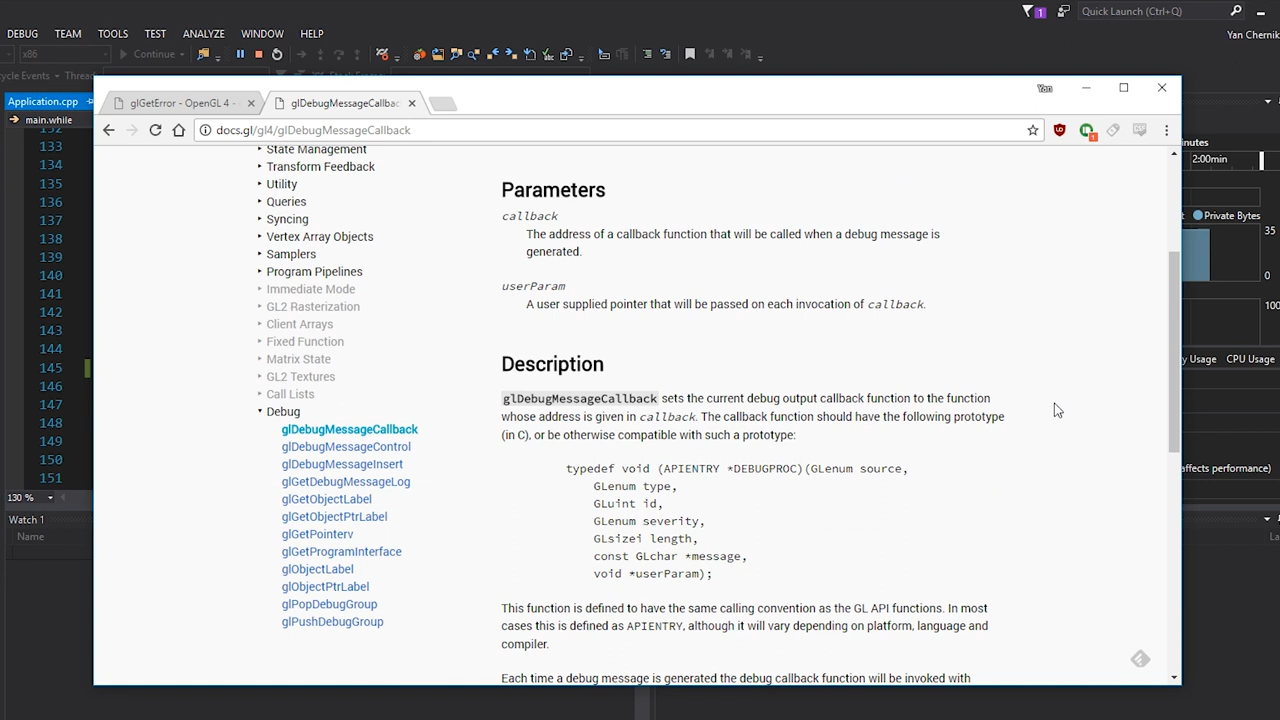 1
Quick Launch (Ctrl+Q)
DEBUG TEAM TOOLS TEST ANALYZE WINDOW HELP
Yan Chernik
x86 Continue
cycle Events Thread
Application.cpp
main.while
132
133
134
135
136
137
138
139
140
141
142
143
144
145
146
147
148
149
150
151
130 %
Watch 1
Name
glGetError - OpenGL 4 -
glDebugMessageCallbac
Yan
docs.gl/gl4/glDebugMessageCallback
1
State Management
Transform Feedback
Utility
Queries
Syncing
Vertex Array Objects
Samplers
Program Pipelines
Immediate Mode
GL2 Rasterization
Client Arrays
Fixed Function
Matrix State
GL2 Textures
Call Lists
Debug
glDebugMessageCallback
glDebugMessageControl
glDebugMessageInsert
glGetDebugMessageLog
glGetObjectLabel
glGetObjectPtrLabel
glGetPointerv
glGetProgramInterface
glObjectLabel
glObjectPtrLabel
glPopDebugGroup
glPushDebugGroup
Parameters
callback
The address of a callback function that will be called when a debug message is
generated.
userParam
A user supplied pointer that will be passed on each invocation of callback.
Description
glDebugMessageCallback sets the current debug output callback function to the function
whose address is given in callback. The callback function should have the following prototype
(in C), or be otherwise compatible with such a prototype:
typedef void (APIENTRY *DEBUGPROC)(GLenum source,
GLenum type,
GLuint id,
GLenum severity,
GLsizei length,
const GLchar *message,
void *userParam);
This function is defined to have the same calling convention as the GL API functions. In most
cases this is defined as APIENTRY, although it will vary depending on platform, language and
compiler.
Each time a debug message is generated the debug callback function will be invoked with
inutes
2:00min
Private Bytes
35
0
100
y Usage CPU Usage
affects performance)
La